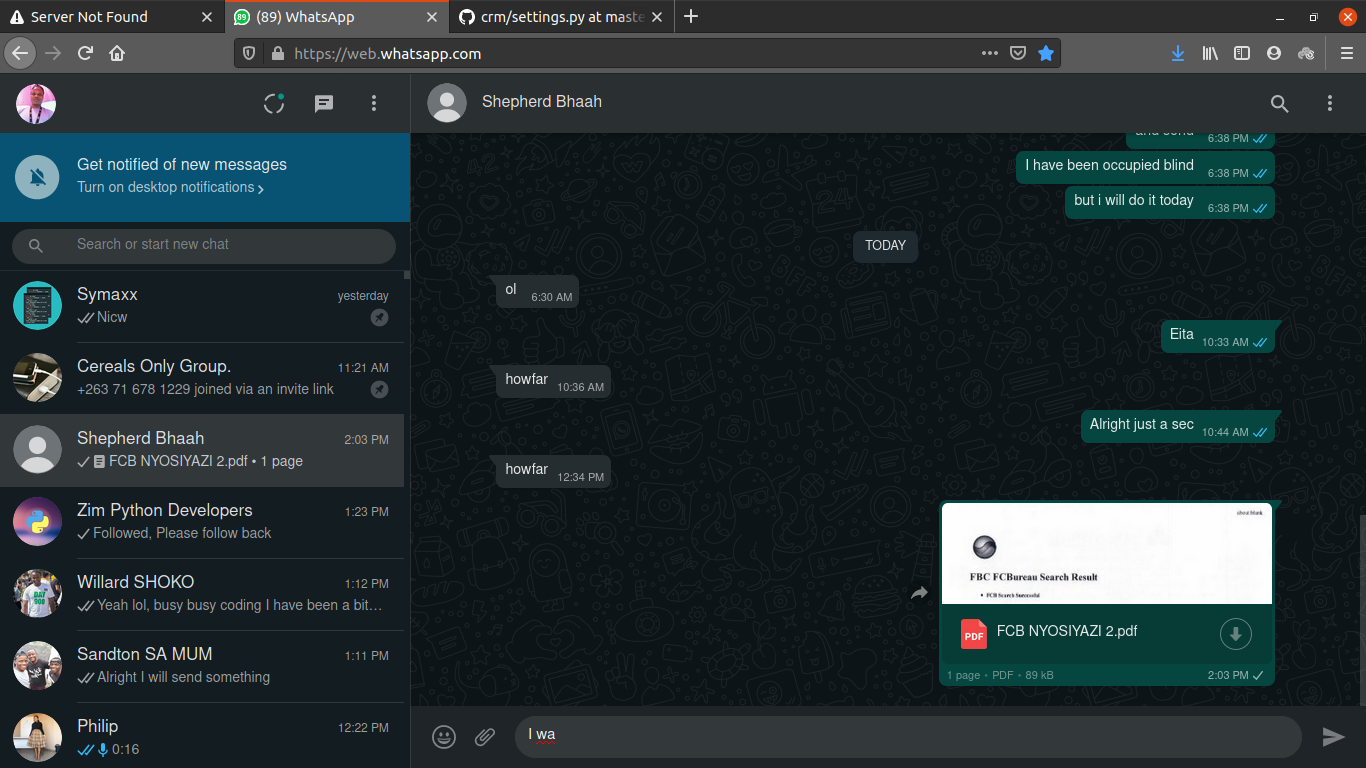 Server Not Found
(89) WhatsApp
crm/settings.py at maste
https://web.whatsapp.com
Get notified of new messages
Turn on desktop notifications
Search or start new chat
Symaxx
yesterday
Nicw
Cereals Only Group.
11:21 AM
+263 71 678 1229 joined via an invite link
Shepherd Bhaah
2:03 PM
FCB NYOSIYAZI 2.pdf • 1 page
Zim Python Developers
1:23 PM
Followed, Please follow back
Willard SHOKO
1:12 PM
Yeah lol, busy busy coding I have been a bit…
Sandton SA MUM
1:11 PM
Alright I will send something
Philip
12:22 PM
0:16
Shepherd Bhaah
and send
6:38 PM
I have been occupied blind
6:38 PM
but i will do it today
6:38 PM
TODAY
ol
6:30 AM
Eita
10:33 AM
howfar
10:36 AM
Alright just a sec
10:44 AM
howfar
12:34 PM
about:blank
FBC FCBureau Search Result
• FCB Search Successful
PDF
FCB NYOSIYAZI 2.pdf
1 page • PDF • 89 kB
2:03 PM
I wa